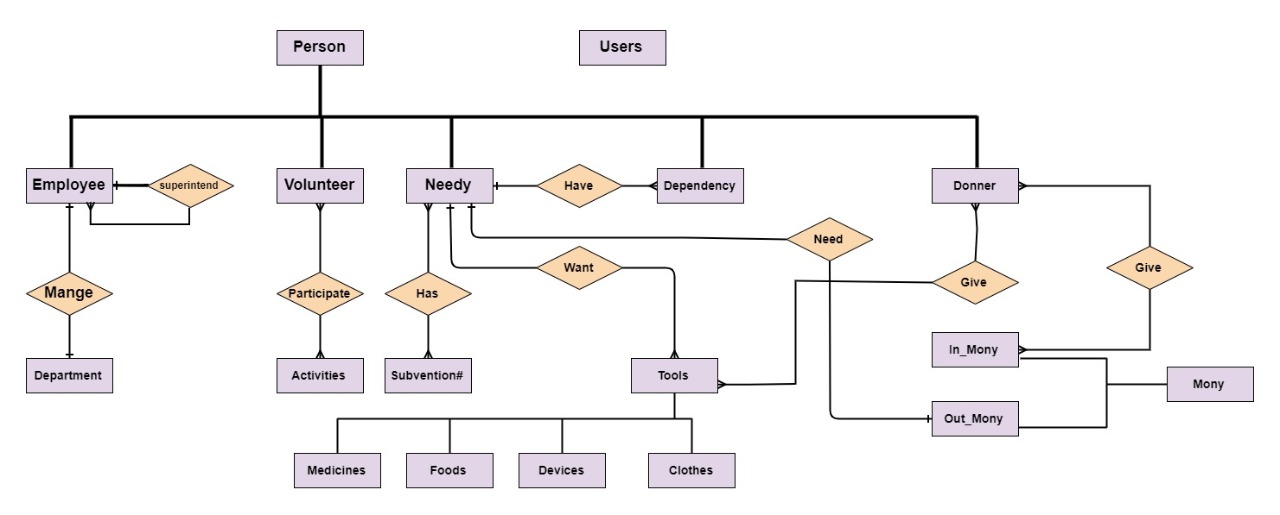 Person
Users
Employee
superintend
Volunteer
Needy
Have
Dependency
Donner
Need
Want
Give
Give
Mange
Participate
Has
In_Mony
Department
Activities
Subvention#
Tools
Mony
Out_Mony
Medicines
Foods
Devices
Clothes